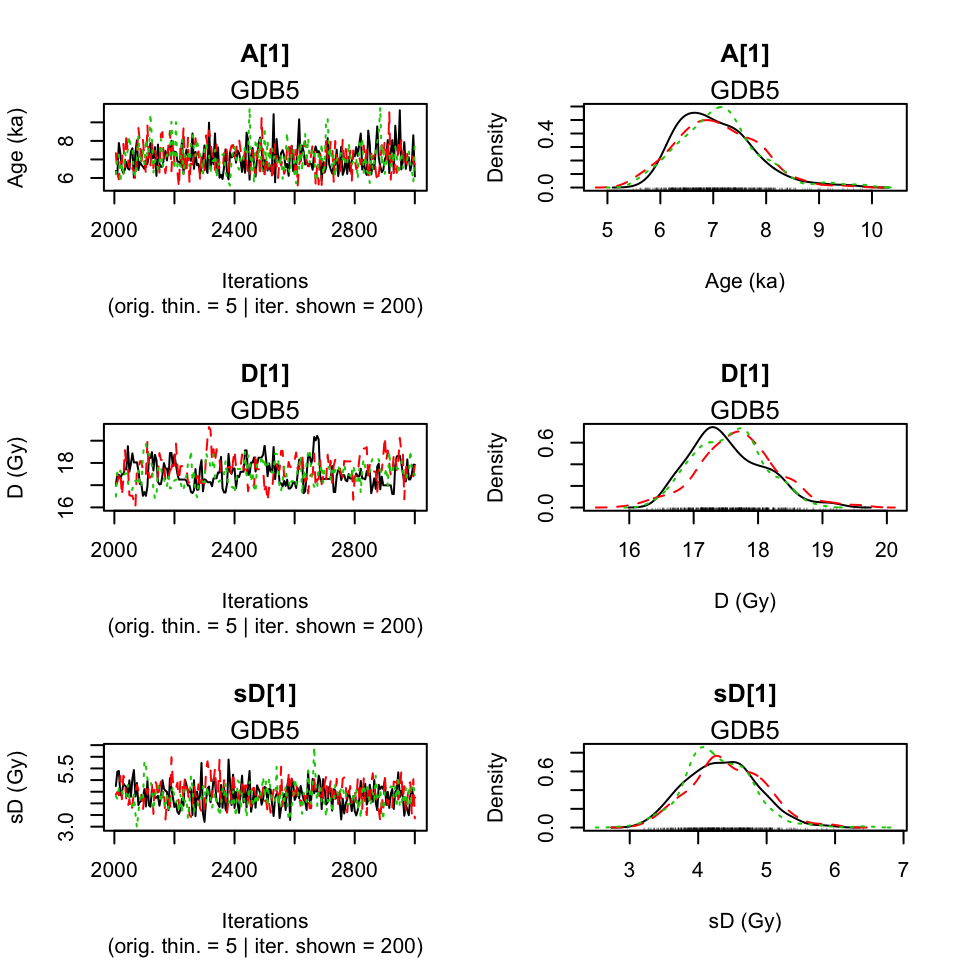 A[1]
GDB5
Age (ka)
8
6
2000 2400 2800
Iterations
(orig. thin. = 5 | iter. shown = 200)
A[1]
GDB5
Density
0.4
0.0
5 6 7 8 9 10
Age (ka)
D[1]
GDB5
D (Gy)
18
16
2000 2400 2800
Iterations
(orig. thin. = 5 | iter. shown = 200)
D[1]
GDB5
Density
0.6
0.0
16 17 18 19 20
D (Gy)
sD[1]
GDB5
sD (Gy)
5.5
3.0
2000 2400 2800
Iterations
(orig. thin. = 5 | iter. shown = 200)
sD[1]
GDB5
Density
0.6
0.0
3 4 5 6 7
sD (Gy)